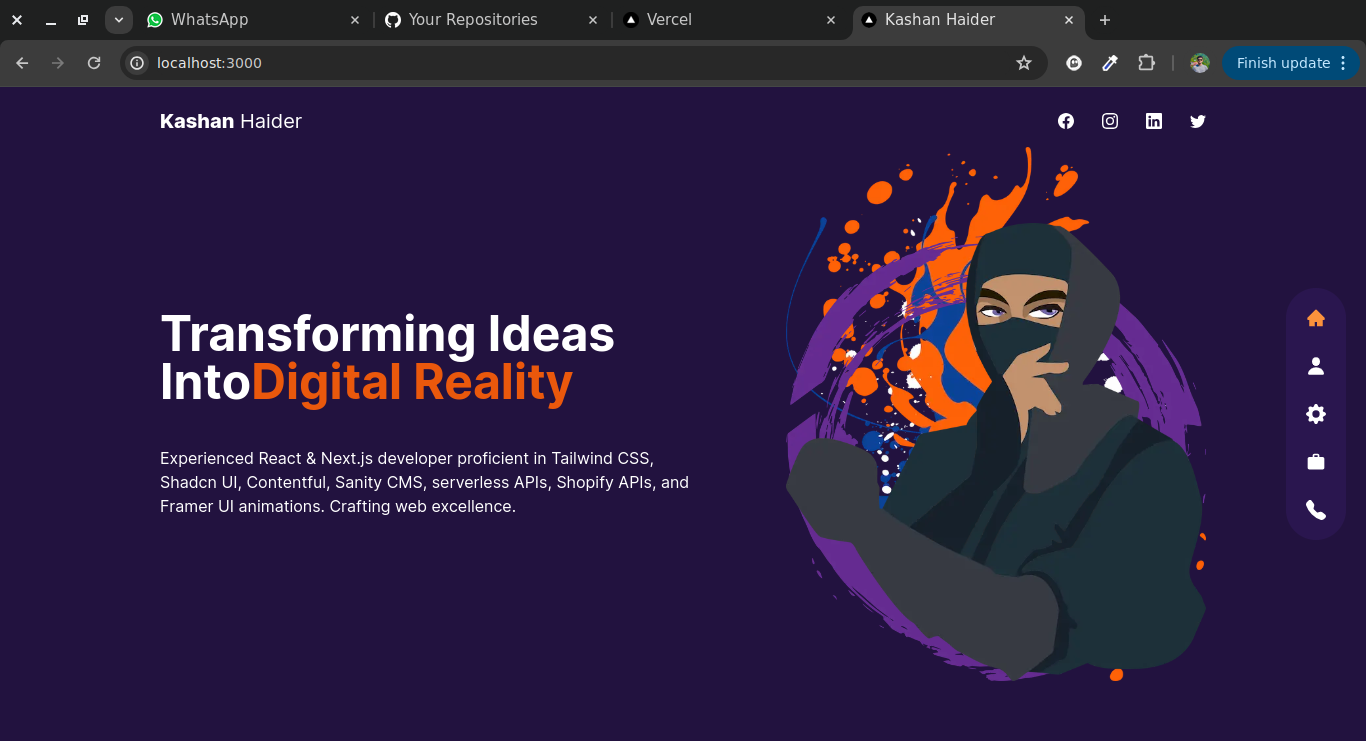 WhatsApp
Your Repositories
Vercel
Kashan Haider
localhost:3000
Finish update
Kashan Haider
Transforming Ideas
IntoDigital Reality
Experienced React & Next.js developer proficient in Tailwind CSS,
Shadcn UI, Contentful, Sanity CMS, serverless APIs, Shopify APIs, and
Framer UI animations. Crafting web excellence.